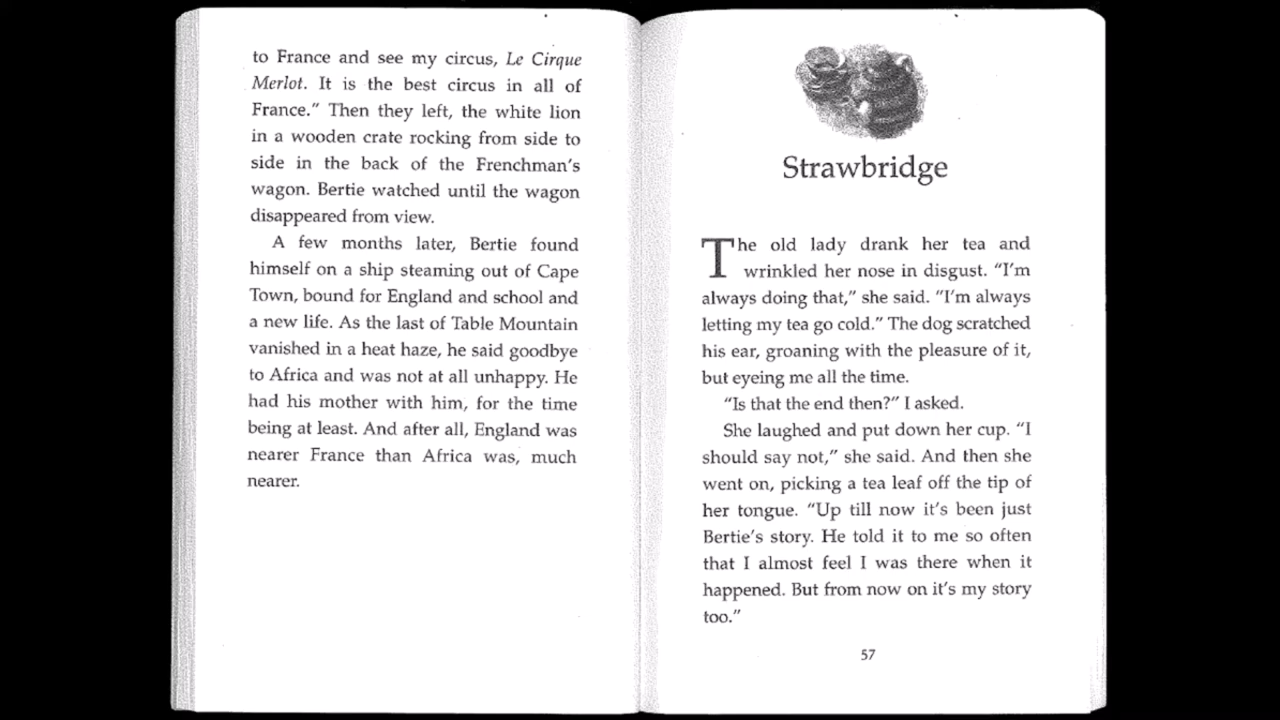 to France and see my circus, Le Cirque
Merlot. It is the best circus in all of
France.” Then they left, the white lion
in a wooden crate rocking from side to
side in the back of the Frenchman’s
wagon. Bertie watched until the wagon
disappeared from view.
A few months later, Bertie found
himself on a ship steaming out of Cape
Town, bound for England and school and
a new life. As the last of Table Mountain
vanished in a heat haze, he said goodbye
to Africa and was not at all unhappy. He
had his mother with him, for the time
being at least. And after all, England was
nearer France than Africa was, much
nearer.
Strawbridge
The old lady drank her tea and
wrinkled her nose in disgust. “I’m
always doing that,” she said. “I’m always
letting my tea go cold.” The dog scratched
his ear, groaning with the pleasure of it,
but eyeing me all the time.
“Is that the end then?” I asked.
She laughed and put down her cup. “I
should say not,” she said. And then she
went on, picking a tea leaf off the tip of
her tongue. “Up till now it’s been just
Bertie’s story. He told it to me so often
that I almost feel I was there when it
happened. But from now on it’s my story
too.”
57